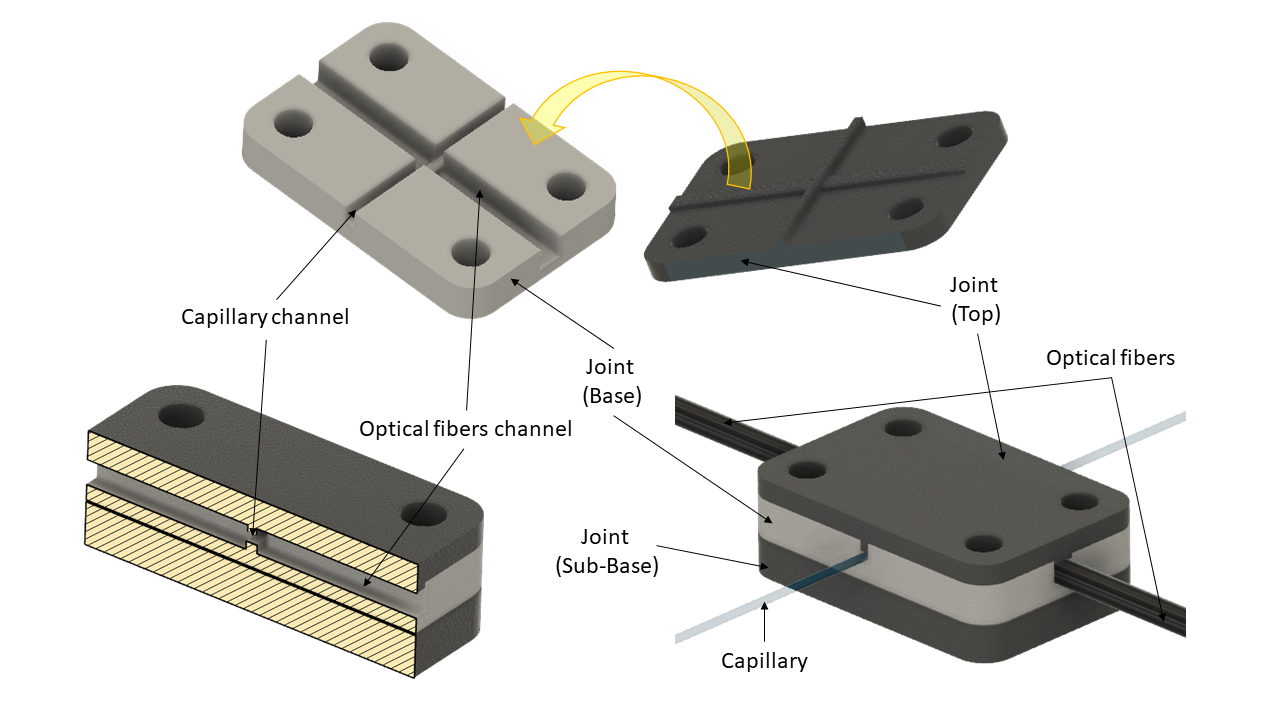 Capillary channel
Joint
(Top)
Optical fibers
Joint
(Base)
Optical fibers channel
Joint
(Sub-Base)
Capillary